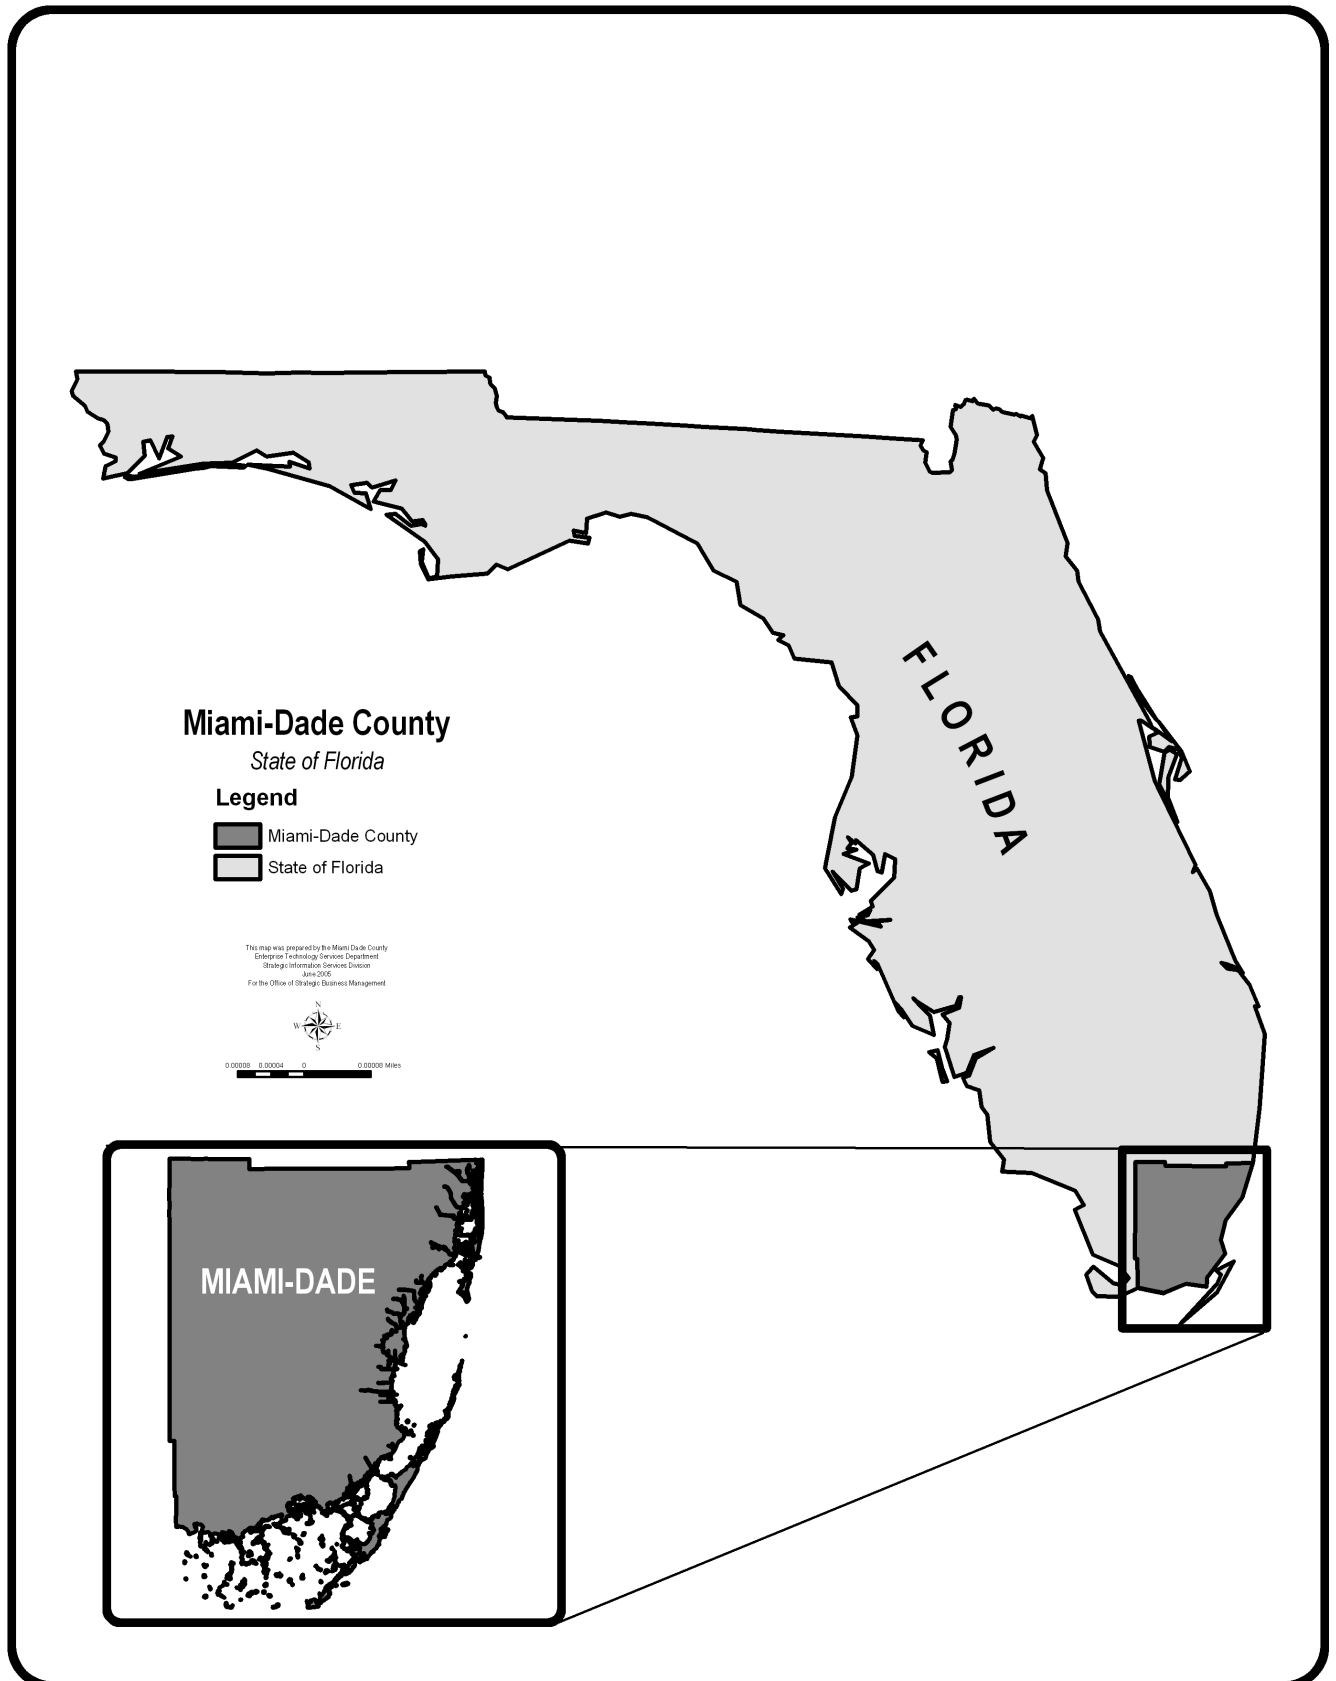 FLORIDA
Miami-Dade County
State of Florida
Legend
Miami-Dade County
State of Florida
This map was prepared by the Miami Dade County
Enterprise Technology Services Department
Strategic Information Services Division
June 2005
For the Office of Strategic Business Management
N
W E
S
0.00008 0.00004 0 0.00008 Miles
MIAMI-DADE